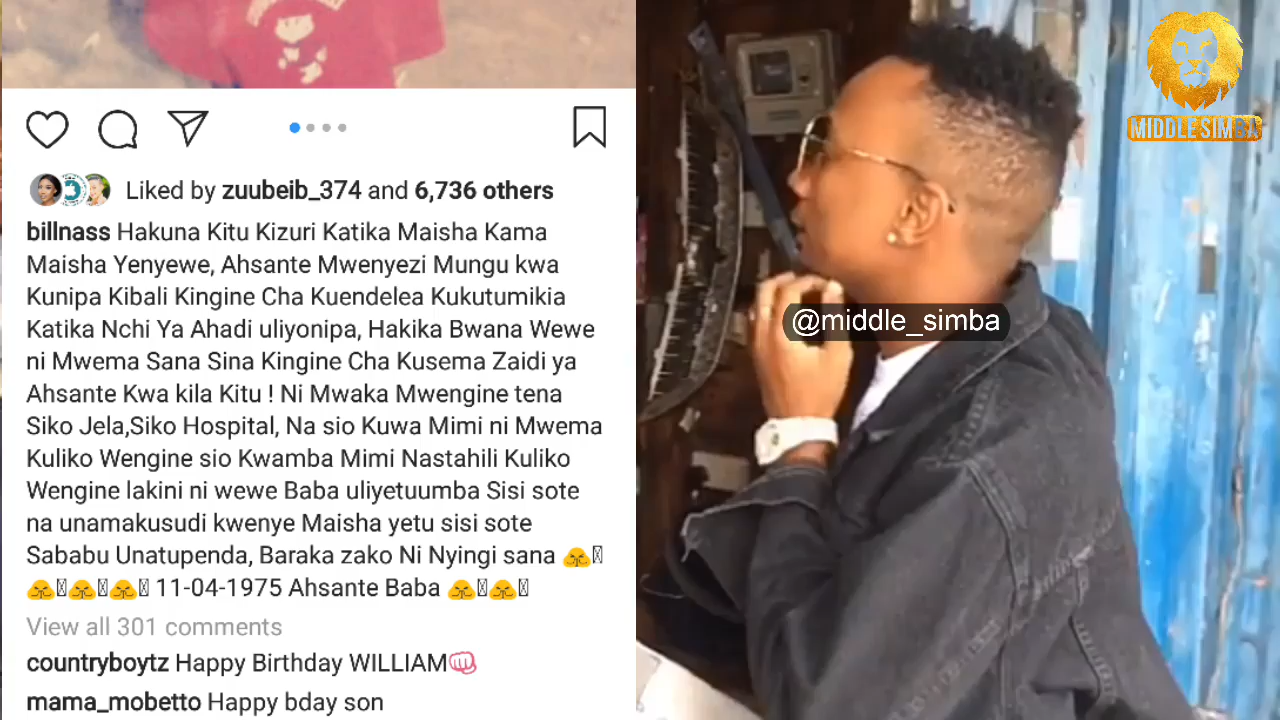 Liked by zuubeib_374 and 6,736 others
billnass Hakuna Kitu Kizuri Katika Maisha Kama
Maisha Yenyewe, Ahsante Mwenyezi Mungu kwa
Kunipa Kibali Kingine Cha Kuendelea Kukutumikia
Katika Nchi Ya Ahadi uliyonipa, Hakika Bwana Wewe
ni Mwema Sana Sina Kingine Cha Kusema Zaidi ya
Ahsante Kwa kila Kitu ! Ni Mwaka Mwengine tena
Siko Jela,Siko Hospital, Na sio Kuwa Mimi ni Mwema
Kuliko Wengine sio Kwamba Mimi Nastahili Kuliko
Wengine lakini ni wewe Baba uliyetuumba Sisi sote
na unamakusudi kwenye Maisha yetu sisi sote
Sababu Unatupenda, Baraka zako Ni Nyingi sana 🙏
🙏🙏🙏 11-04-1975 Ahsante Baba 🙏🙏
View all 301 comments
countryboytz Happy Birthday WILLIAM👊
mama_mobetto Happy bday son
MIDDLE SIMBA
@middle_simba